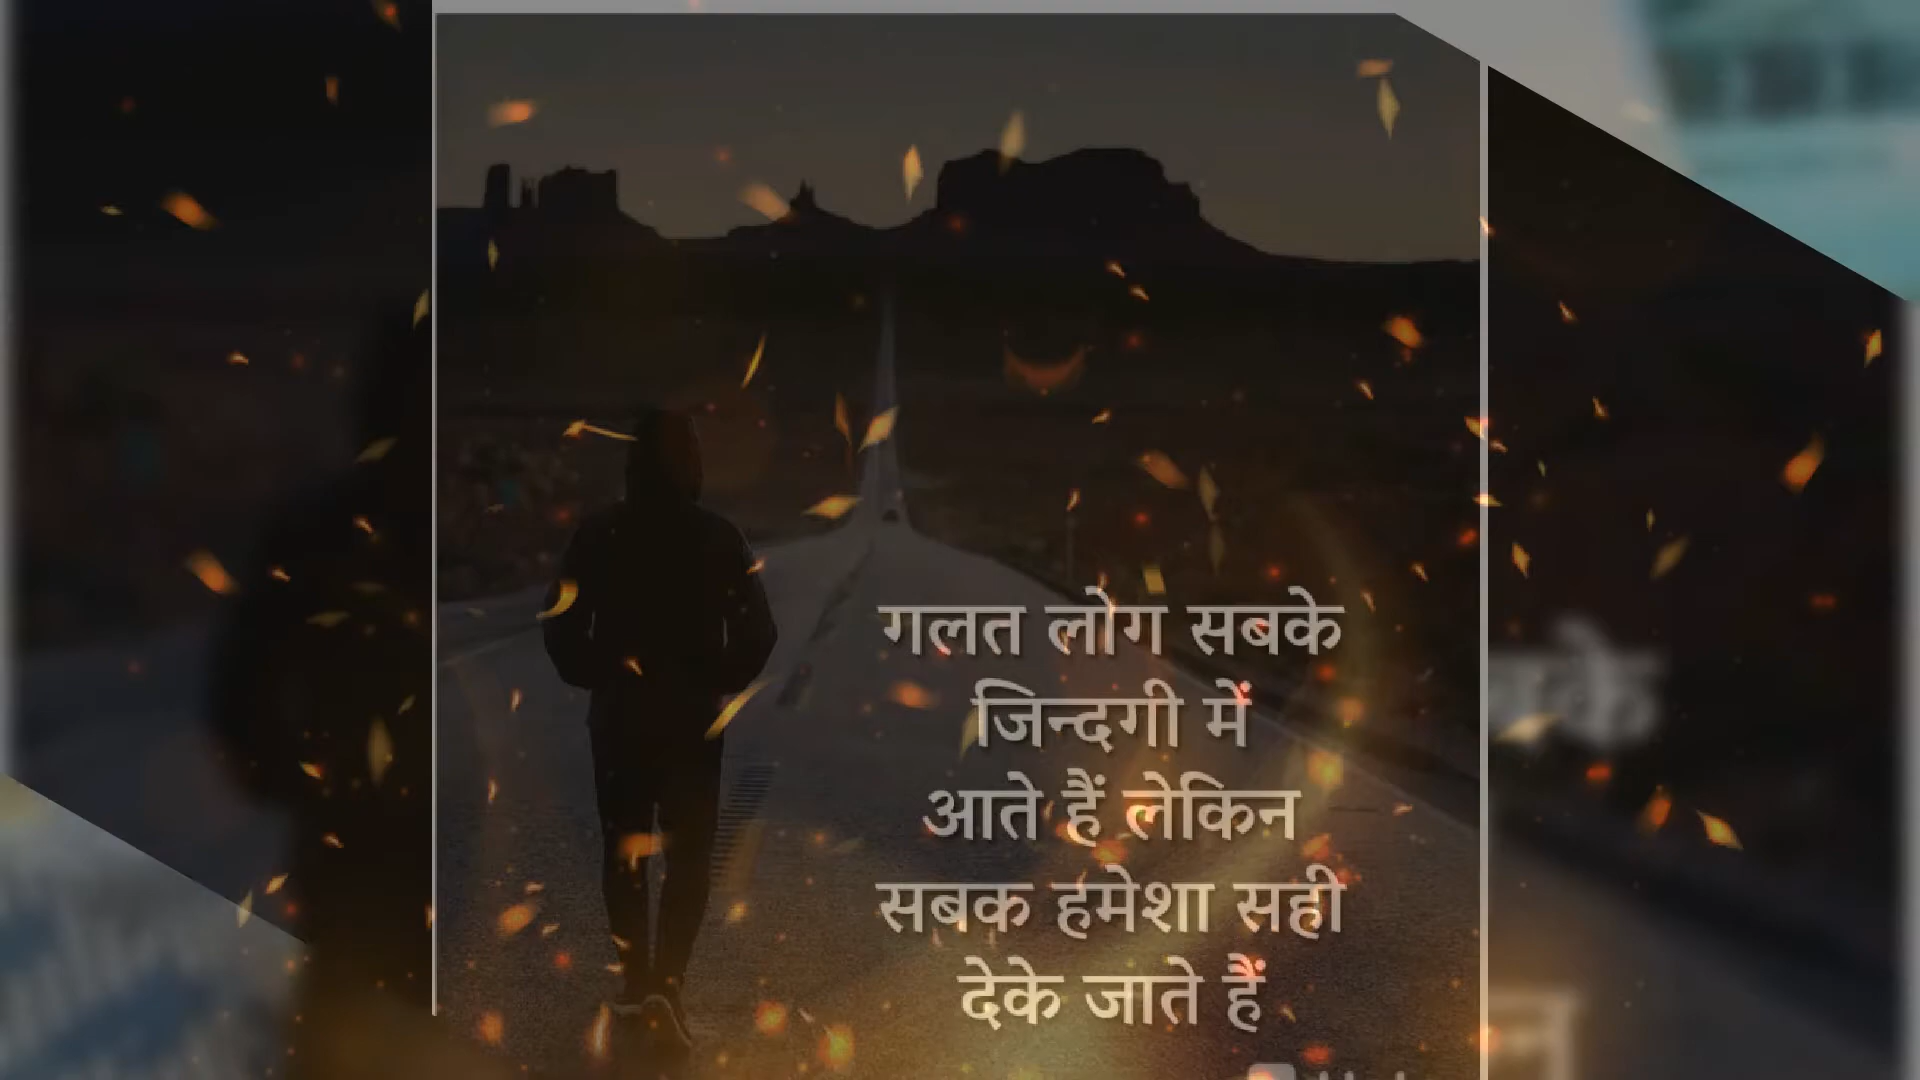 गलत लोग सबके
जिन्दगी में
आते हैं लेकिन
सबक हमेशा सही
देके जाते हैं